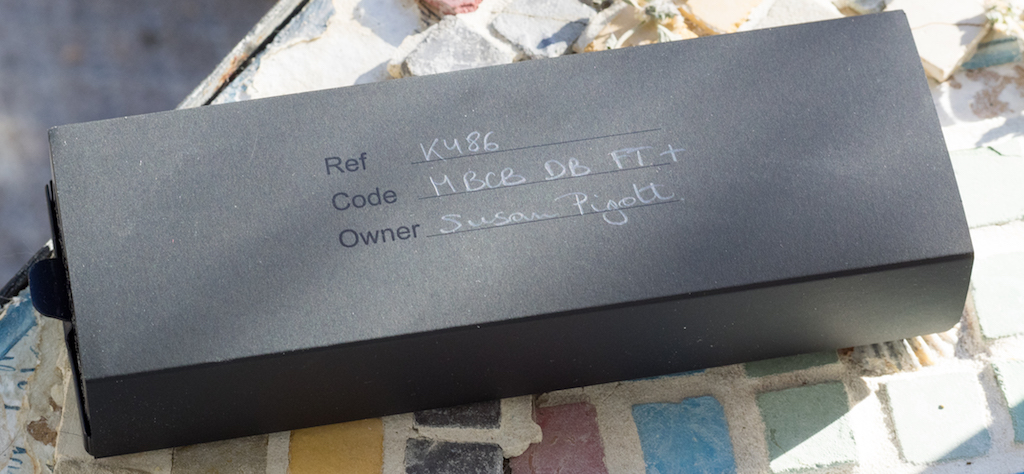 Ref K486
Code MBCB DB FT +
Owner Susan Pigott